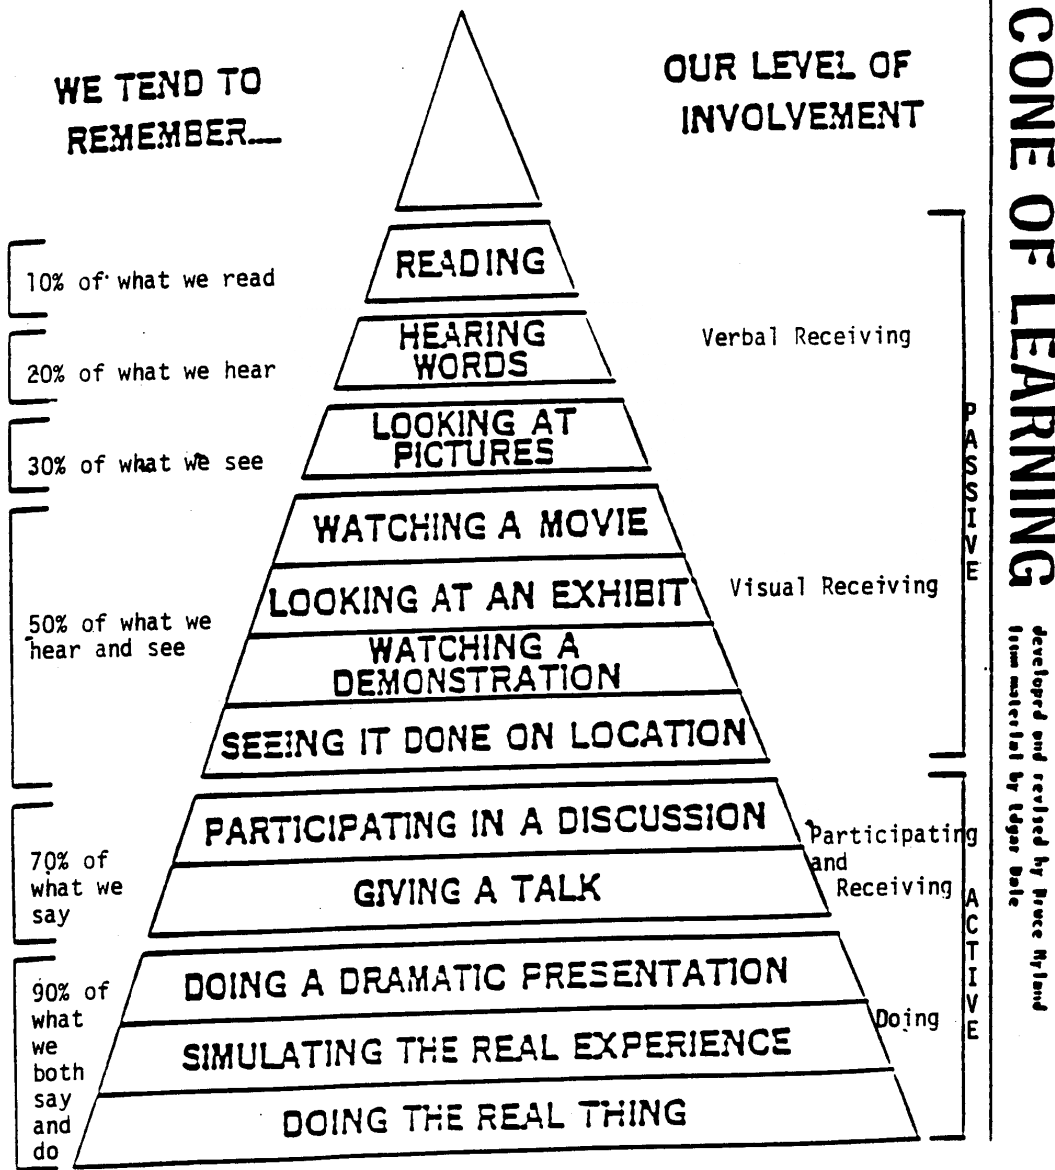 WE TEND TO
REMEMBER....
OUR LEVEL OF
INVOLVEMENT
10% of what we read
READING
20% of what we hear
HEARING
WORDS
Verbal Receiving
30% of what we see
LOOKING AT
PICTURES
50% of what we
hear and see
WATCHING A MOVIE
LOOKING AT AN EXHIBIT
WATCHING A
DEMONSTRATION
SEEING IT DONE ON LOCATION
Visual Receiving
PASSIVE
70% of
what we
say
PARTICIPATING IN A DISCUSSION
GIVING A TALK
Participating
and
Receiving
90% of
what
we
both
say
and
do
DOING A DRAMATIC PRESENTATION
SIMULATING THE REAL EXPERIENCE
DOING THE REAL THING
Doing
ACTIVE
CONE OF LEARNING
developed and revised by Bruce
from material by Edgar Dale